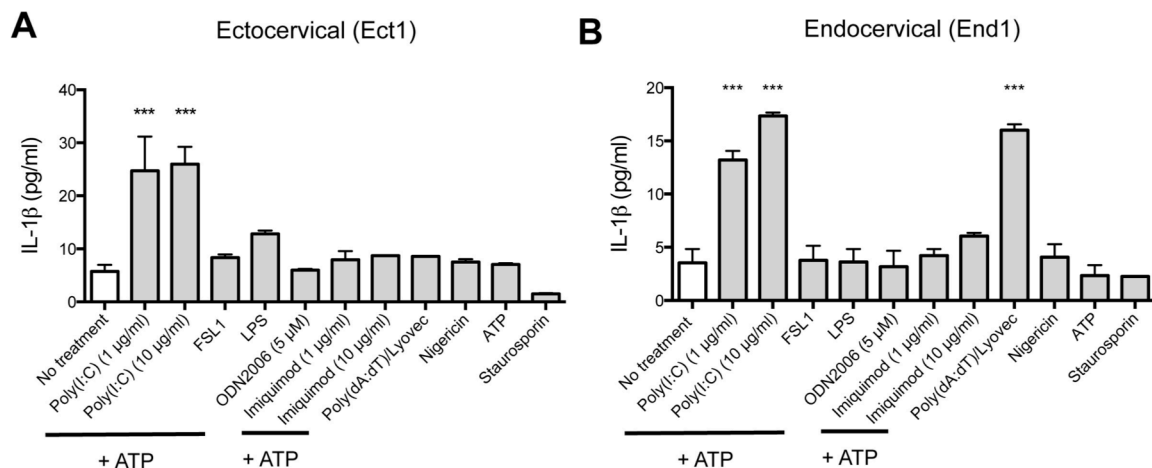 A
Ectocervical (Ect1)
IL-1β (pg/ml)
40
30
20
10
0
***
***
No treatment
Poly(I:C) (1 µg/ml)
Poly(I:C) (10 µg/ml)
FSL1
LPS
ODN2006 (5 µM)
Imiquimod (1 µg/ml)
Imiquimod (10 µg/ml)
Poly(dA:dT)/Lyovec
Nigericin
ATP
Staurosporin
+ ATP
+ ATP
B
Endocervical (End1)
IL-1β (pg/ml)
20
15
10
5
0
***
***
***
No treatment
Poly(I:C) (1 µg/ml)
Poly(I:C) (10 µg/ml)
FSL1
LPS
ODN2006 (5 µM)
Imiquimod (1 µg/ml)
Imiquimod (10 µg/ml)
Poly(dA:dT)/Lyovec
Nigericin
ATP
Staurosporin
+ ATP
+ ATP